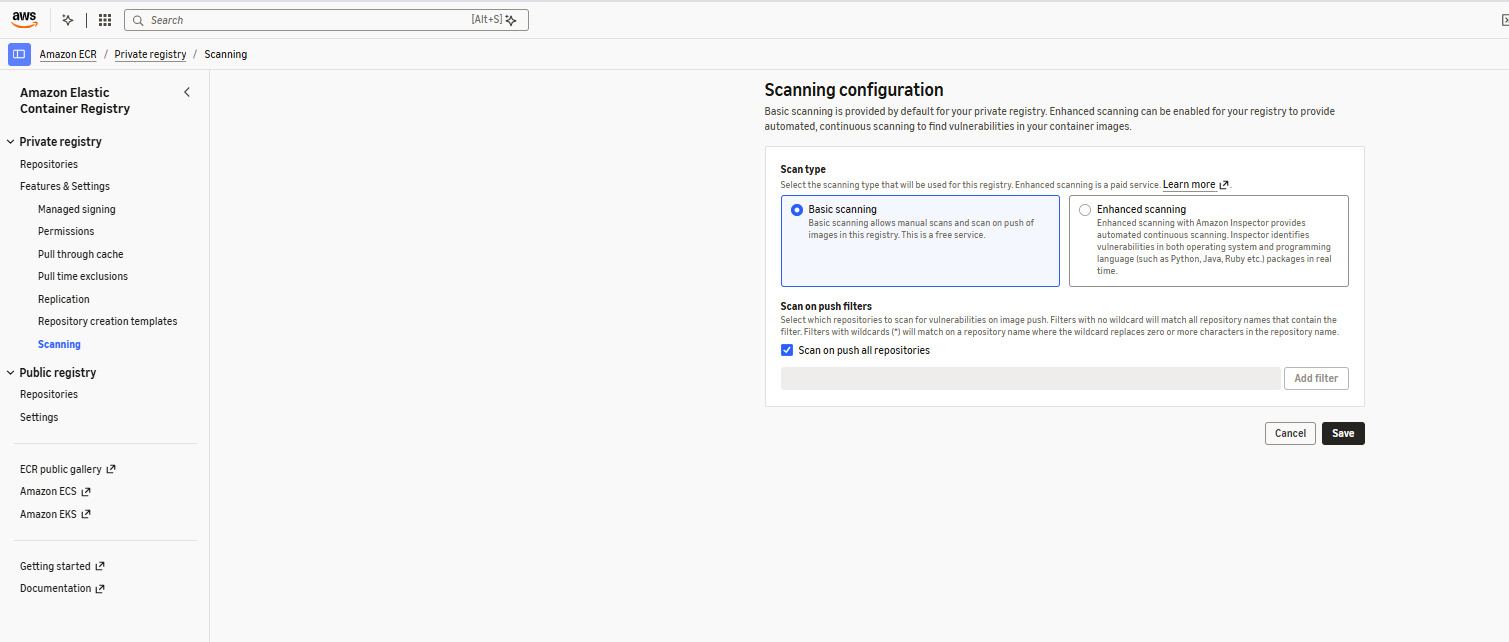 aws
Search [Alt+S]
Amazon ECR / Private registry / Scanning
Amazon Elastic
Container Registry
Private registry
Repositories
Features & Settings
Managed signing
Permissions
Pull through cache
Pull time exclusions
Replication
Repository creation templates
Scanning
Public registry
Repositories
Settings
ECR public gallery
Amazon ECS
Amazon EKS
Getting started
Documentation
Scanning configuration
Basic scanning is provided by default for your private registry. Enhanced scanning can be enabled for your registry to provide
automated, continuous scanning to find vulnerabilities in your container images.
Scan type
Select the scanning type that will be used for this registry. Enhanced scanning is a paid service. Learn more .
Basic scanning
Basic scanning allows manual scans and scan on push of
images in this registry. This is a free service.
Enhanced scanning
Enhanced scanning with Amazon Inspector provides
automated continuous scanning. Inspector identifies
vulnerabilities in both operating system and programming
language (such as Python, Java, Ruby etc.) packages in real
time.
Scan on push filters
Select which repositories to scan for vulnerabilities on image push. Filters with no wildcard will match all repository names that contain the
filter. Filters with wildcards (*) will match on a repository name where the wildcard replaces zero or more characters in the repository name.
Scan on push all repositories
Add filter
Cancel Save